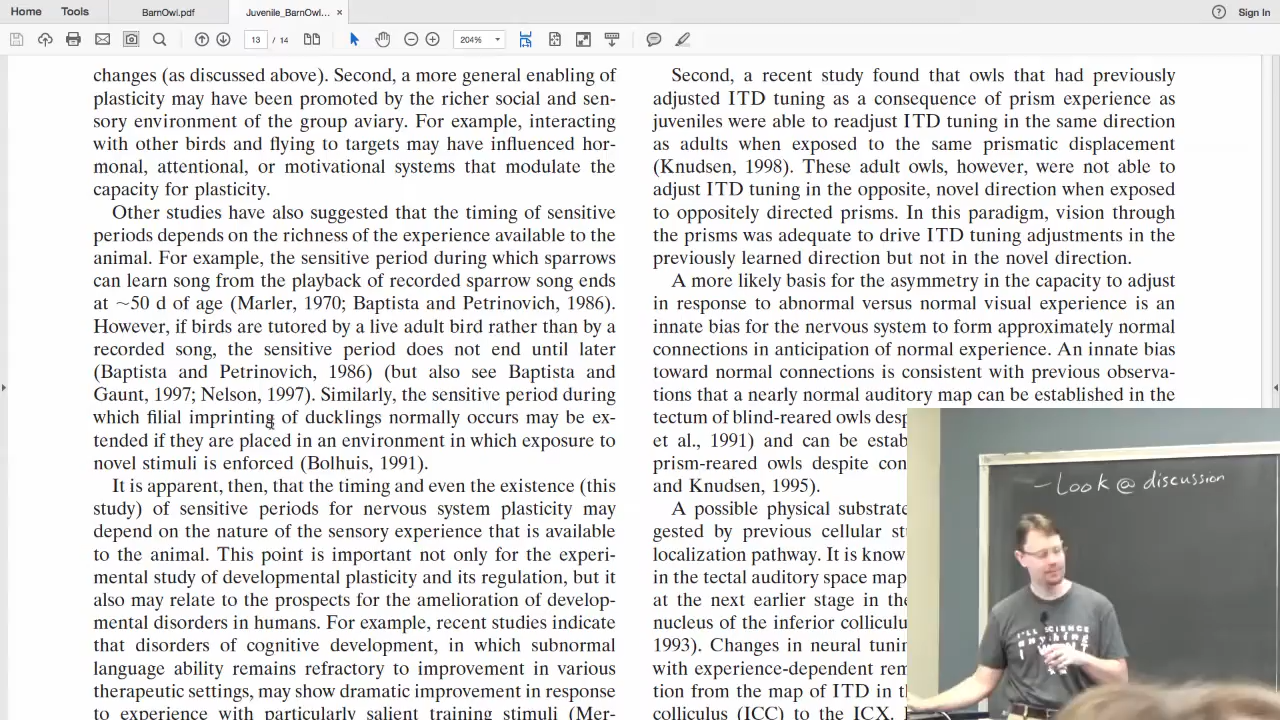 Home Tools BarnOwl.pdf Juvenile_BarnOwl... × ? Sign In
13 / 14 204%
changes (as discussed above). Second, a more general enabling of
plasticity may have been promoted by the richer social and sen-
sory environment of the group aviary. For example, interacting
with other birds and flying to targets may have influenced hor-
monal, attentional, or motivational systems that modulate the
capacity for plasticity.
Other studies have also suggested that the timing of sensitive
periods depends on the richness of the experience available to the
animal. For example, the sensitive period during which sparrows
can learn song from the playback of recorded sparrow song ends
at ~50 d of age (Marler, 1970; Baptista and Petrinovich, 1986).
However, if birds are tutored by a live adult bird rather than by a
recorded song, the sensitive period does not end until later
(Baptista and Petrinovich, 1986) (but also see Baptista and
Gaunt, 1997; Nelson, 1997). Similarly, the sensitive period during
which filial imprinting of ducklings normally occurs may be ex-
tended if they are placed in an environment in which exposure to
novel stimuli is enforced (Bolhuis, 1991).
It is apparent, then, that the timing and even the existence (this
study) of sensitive periods for nervous system plasticity may
depend on the nature of the sensory experience that is available
to the animal. This point is important not only for the experi-
mental study of developmental plasticity and its regulation, but it
also may relate to the prospects for the amelioration of develop-
mental disorders in humans. For example, recent studies indicate
that disorders of cognitive development, in which subnormal
language ability remains refractory to improvement in various
therapeutic settings, may show dramatic improvement in response
to experience with particularly salient training stimuli (Mer-
Second, a recent study found that owls that had previously
adjusted ITD tuning as a consequence of prism experience as
juveniles were able to readjust ITD tuning in the same direction
as adults when exposed to the same prismatic displacement
(Knudsen, 1998). These adult owls, however, were not able to
adjust ITD tuning in the opposite, novel direction when exposed
to oppositely directed prisms. In this paradigm, vision through
the prisms was adequate to drive ITD tuning adjustments in the
previously learned direction but not in the novel direction.
A more likely basis for the asymmetry in the capacity to adjust
in response to abnormal versus normal visual experience is an
innate bias for the nervous system to form approximately normal
connections in anticipation of normal experience. An innate bias
toward normal connections is consistent with previous observa-
tions that a nearly normal auditory map can be established in the
tectum of blind-reared owls desp
et al., 1991) and can be estab
prism-reared owls despite con
and Knudsen, 1995).
A possible physical substrate
gested by previous cellular st
localization pathway. It is know
in the tectal auditory space map
at the next earlier stage in the
nucleus of the inferior colliculu
1993). Changes in neural tunin
with experience-dependent rem
tion from the map of ITD in t
colliculus (ICC) to the ICX.
- Look @ discussion
I'LL SCIENCE
ANYTHING
I WANT